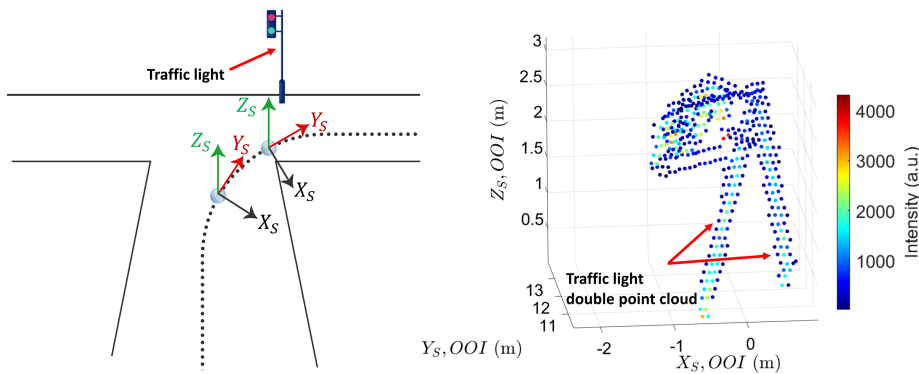 Traffic light
Z_S
Y_S
Z_S
Y_S
X_S
X_S
3
2.5
2
1.5
1
0.5
Z_S, OOI (m)
13
12
11
Y_S, OOI (m)
-2
-1
0
X_S, OOI (m)
Traffic light
double point cloud
4000
3000
2000
1000
Intensity (a.u.)